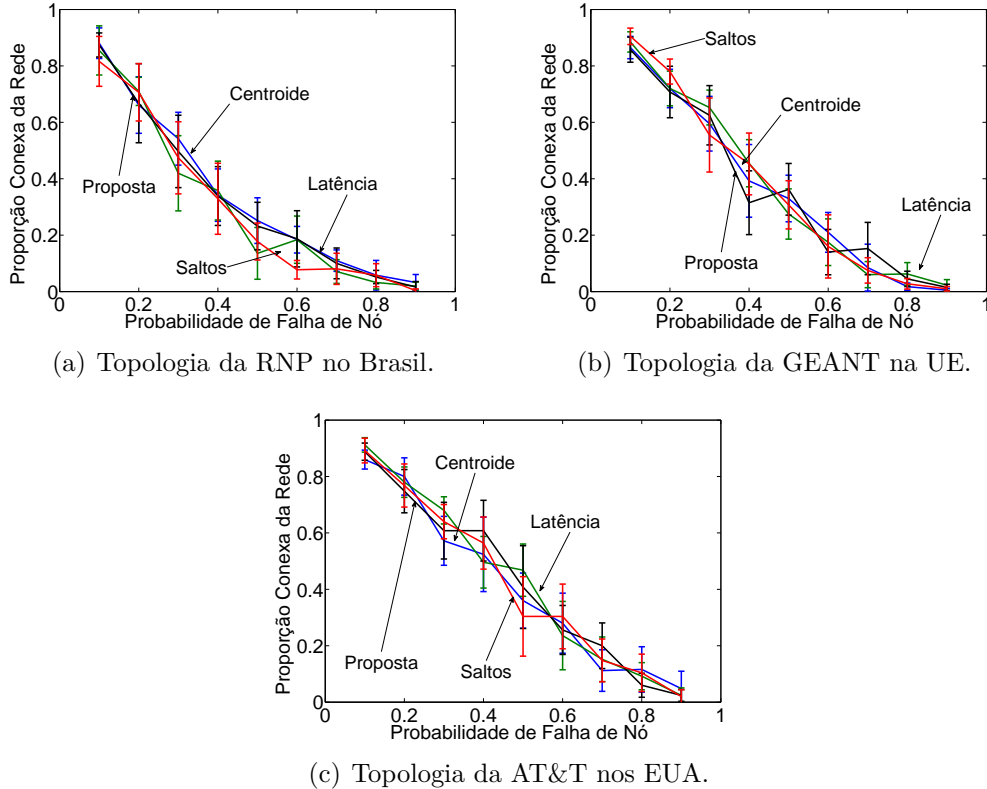 1
0.8
0.6
0.4
0.2
0
0
0.2
0.4
0.6
0.8
1
Proporção Conexa da Rede
Probabilidade de Falha de Nó
Centroide
Proposta
Latência
Saltos
(a) Topologia da RNP no Brasil.
1
0.8
0.6
0.4
0.2
0
0
0.2
0.4
0.6
0.8
1
Proporção Conexa da Rede
Probabilidade de Falha de Nó
Saltos
Centroide
Proposta
Latência
(b) Topologia da GEANT na UE.
1
0.8
0.6
0.4
0.2
0
0
0.2
0.4
0.6
0.8
1
Proporção Conexa da Rede
Probabilidade de Falha de Nó
Centroide
Latência
Proposta
Saltos
(c) Topologia da AT&T nos EUA.